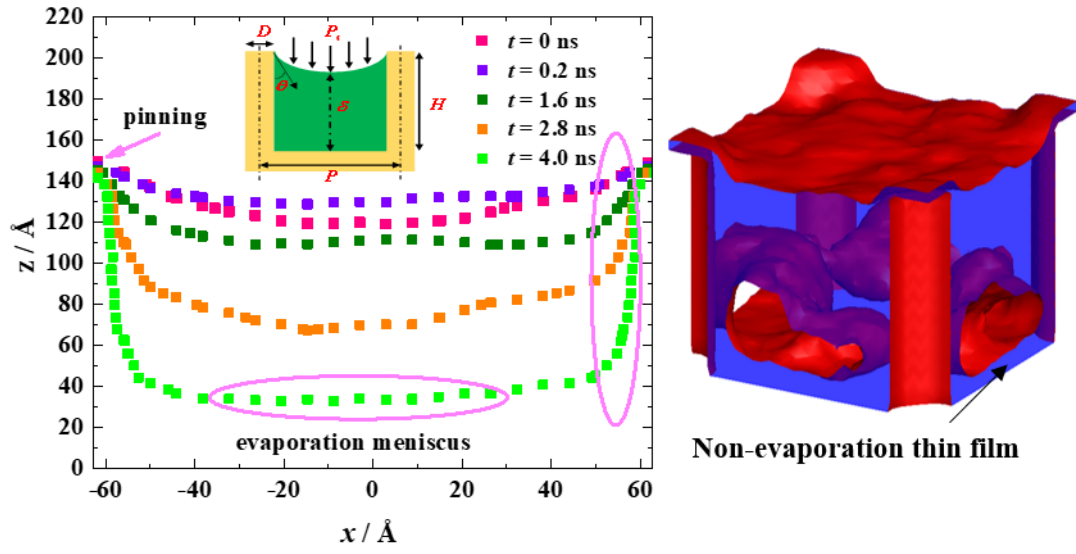 220
200
180
160
140
120
100
80
60
40
20
0
z / Å
-60 -40 -20 0 20 40 60
x / Å
D
θ
δ
H
P
t = 0 ns
t = 0.2 ns
t = 1.6 ns
t = 2.8 ns
t = 4.0 ns
pinning
evaporation meniscus
Non-evaporation thin film